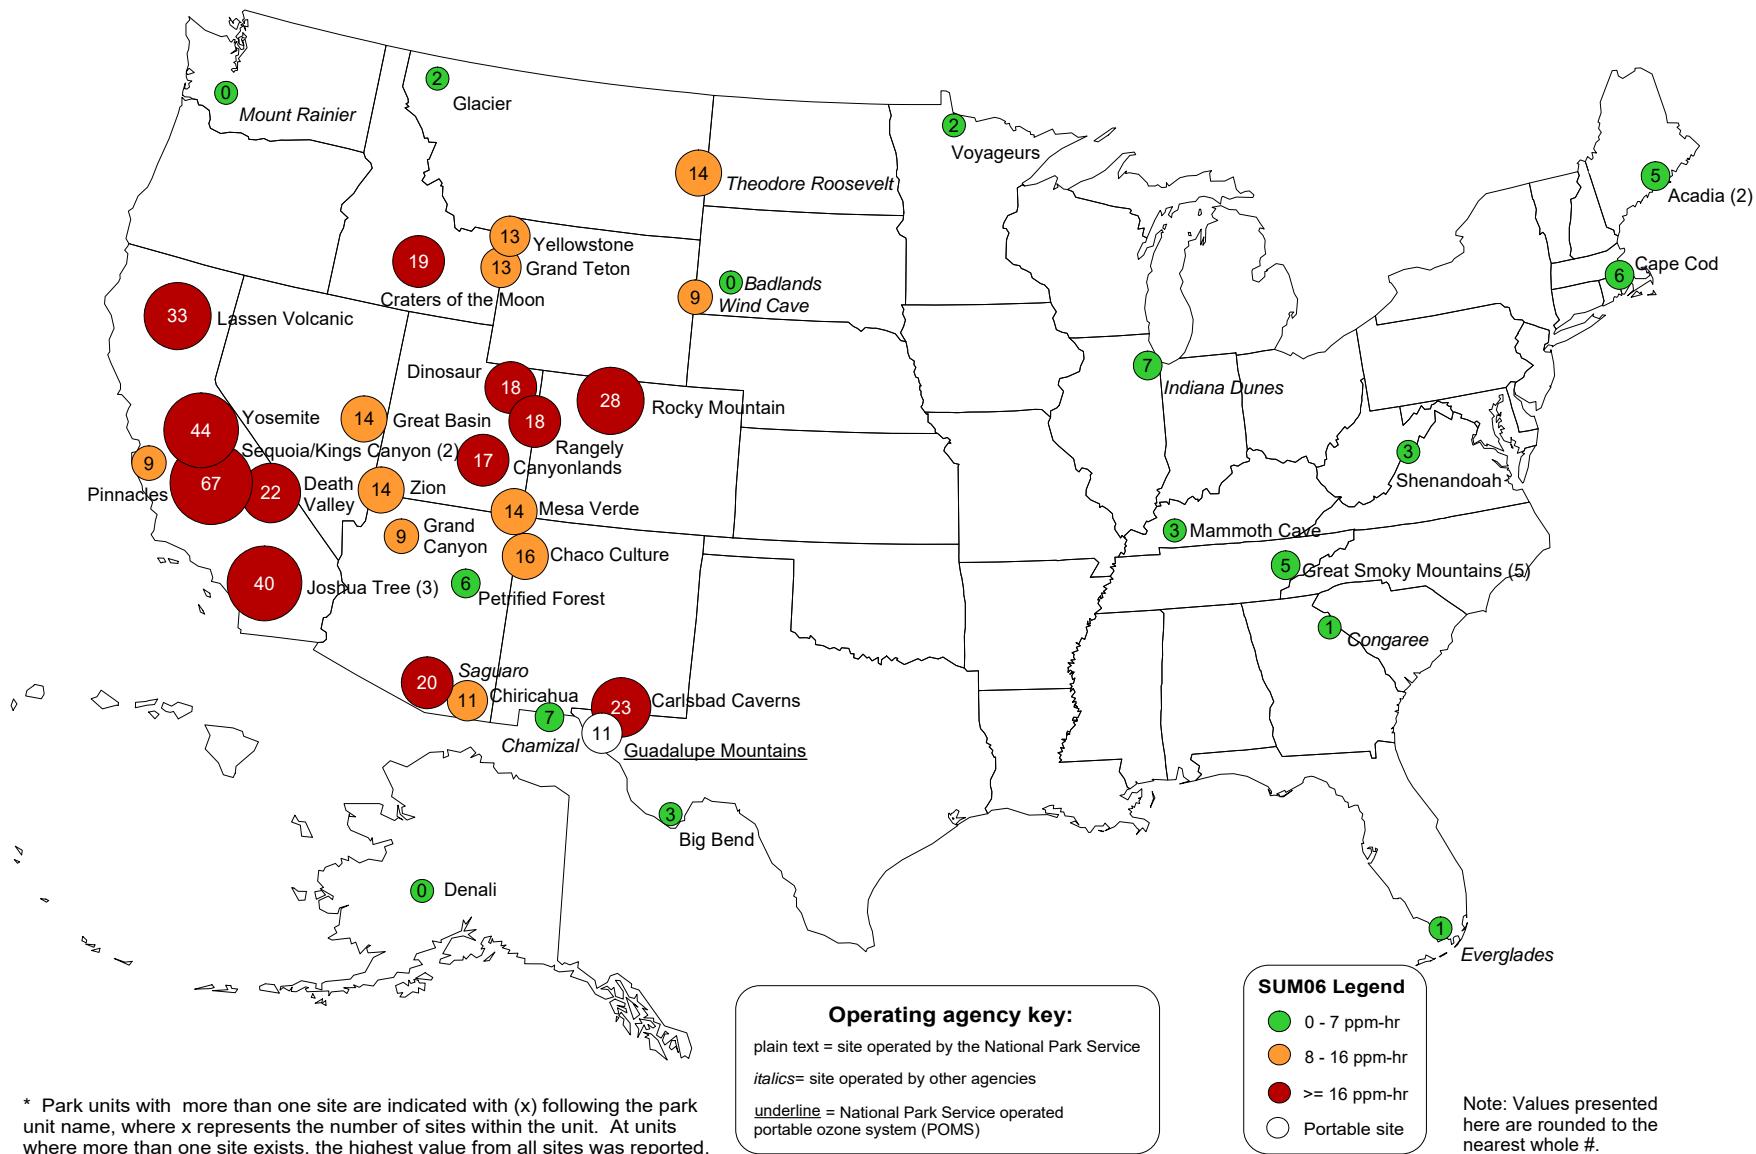 0
Mount Rainier
2
Glacier
14
Theodore Roosevelt
2
Voyageurs
5
Acadia (2)
6
Cape Cod
13
Yellowstone
13
Grand Teton
19
Craters of the Moon
0
Badlands
9
Wind Cave
33
Lassen Volcanic
7
Indiana Dunes
Dinosaur
18
28
Rocky Mountain
14
Great Basin
18
Rangely
44
Yosemite
Sequoia/Kings Canyon (2)
67
9
Pinnacles
22
Death
Valley
17
Canyonlands
14
Zion
14
Mesa Verde
9
Grand
Canyon
16
Chaco Culture
6
Petrified Forest
40
Joshua Tree (3)
3
Shenandoah
3
Mammoth Cave
5
Great Smoky Mountains (5)
1
Congaree
20
Saguaro
11
Chiricahua
7
Chamizal
23
Carlsbad Caverns
11
Guadalupe Mountains
3
Big Bend
0
Denali
1
Everglades
Operating agency key:
plain text = site operated by the National Park Service
italics= site operated by other agencies
underline = National Park Service operated
portable ozone system (POMS)
SUM06 Legend
0 - 7 ppm-hr
8 - 16 ppm-hr
>= 16 ppm-hr
Portable site
* Park units with more than one site are indicated with (x) following the park
unit name, where x represents the number of sites within the unit. At units
where more than one site exists, the highest value from all sites was reported.
Note: Values presented
here are rounded to the
nearest whole #.